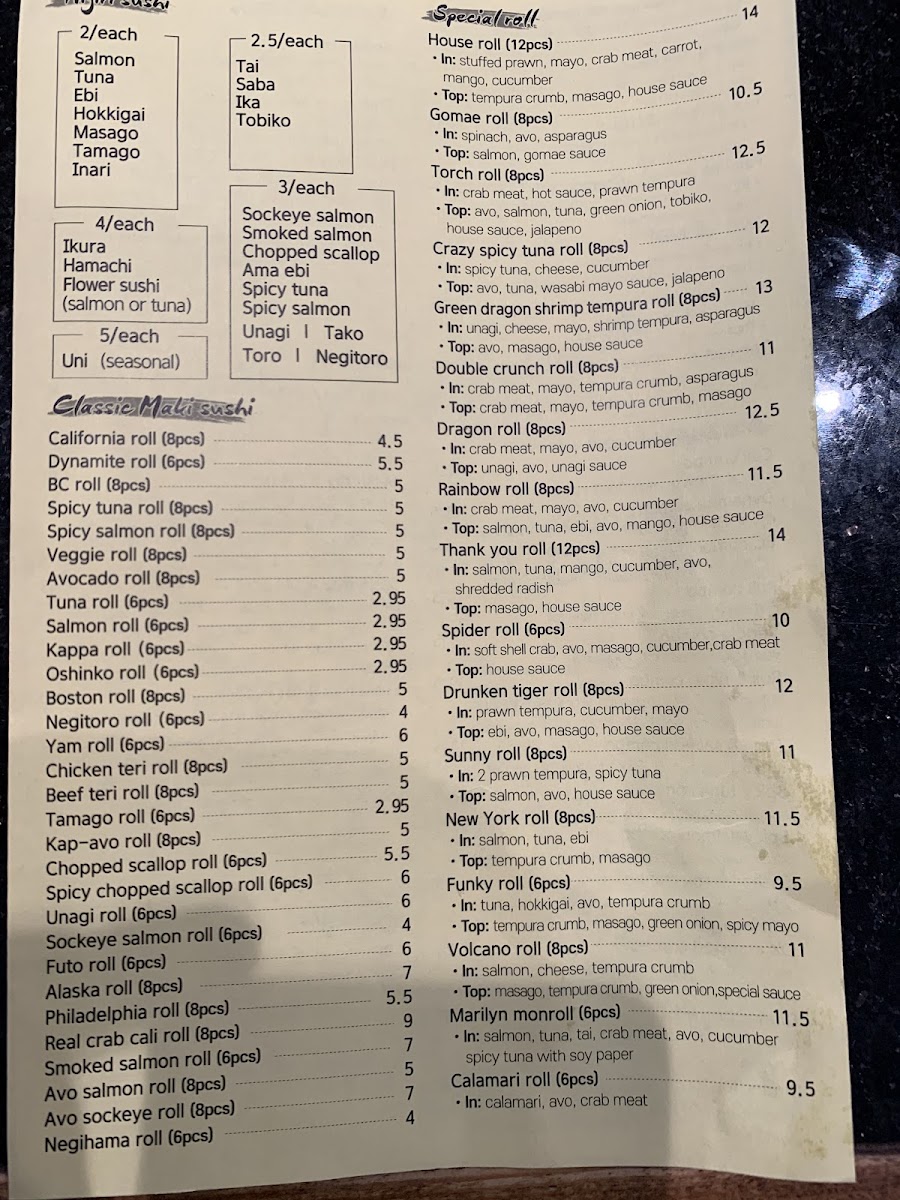 Nigiri sushi
2/each
Salmon
Tuna
Ebi
Hokkigai
Masago
Tamago
Inari
2.5/each
Tai
Saba
Ika
Tobiko
4/each
Ikura
Hamachi
Flower sushi
(salmon or tuna)
3/each
Sockeye salmon
Smoked salmon
Chopped scallop
Ama ebi
Spicy tuna
Spicy salmon
Unagi | Tako
Toro | Negitoro
5/each
Uni (seasonal)
Classic Maki sushi
California roll (8pcs) 4.5
Dynamite roll (6pcs) 5.5
BC roll (8pcs) 5
Spicy tuna roll (8pcs) 5
Spicy salmon roll (8pcs) 5
Veggie roll (8pcs) 5
Avocado roll (8pcs) 5
Tuna roll (6pcs) 2.95
Salmon roll (6pcs) 2.95
Kappa roll (6pcs) 2.95
Oshinko roll (6pcs) 2.95
Boston roll (8pcs) 5
Negitoro roll (6pcs) 4
Yam roll (6pcs) 6
Chicken teri roll (8pcs) 5
Beef teri roll (8pcs) 5
Tamago roll (6pcs) 2.95
Kap-avo roll (8pcs) 5
Chopped scallop roll (6pcs) 5.5
Spicy chopped scallop roll (6pcs) 6
Unagi roll (6pcs) 6
Sockeye salmon roll (6pcs) 4
Futo roll (6pcs) 6
Alaska roll (8pcs) 7
Philadelphia roll (8pcs) 5.5
Real crab cali roll (8pcs) 9
Smoked salmon roll (6pcs) 7
Avo salmon roll (8pcs) 5
Avo sockeye roll (8pcs) 7
Negihama roll (6pcs) 4
Special roll
House roll (12pcs) 14
• In: stuffed prawn, mayo, crab meat, carrot,
mango, cucumber
• Top: tempura crumb, masago, house sauce
Gomae roll (8pcs) 10.5
• In: spinach, avo, asparagus
• Top: salmon, gomae sauce
Torch roll (8pcs) 12.5
• In: crab meat, hot sauce, prawn tempura
• Top: avo, salmon, tuna, green onion, tobiko,
house sauce, jalapeno
Crazy spicy tuna roll (8pcs) 12
• In: spicy tuna, cheese, cucumber
• Top: avo, tuna, wasabi mayo sauce, jalapeno
Green dragon shrimp tempura roll (8pcs) 13
• In: unagi, cheese, mayo, shrimp tempura, asparagus
• Top: avo, masago, house sauce
Double crunch roll (8pcs) 11
• In: crab meat, mayo, tempura crumb, asparagus
• Top: crab meat, mayo, tempura crumb, masago
Dragon roll (8pcs) 12.5
• In: crab meat, mayo, avo, cucumber
• Top: unagi, avo, unagi sauce
Rainbow roll (8pcs) 11.5
• In: crab meat, mayo, avo, cucumber
• Top: salmon, tuna, ebi, avo, mango, house sauce
Thank you roll (12pcs) 14
• In: salmon, tuna, mango, cucumber, avo,
shredded radish
• Top: masago, house sauce
Spider roll (6pcs) 10
• In: soft shell crab, avo, masago, cucumber,crab meat
• Top: house sauce
Drunken tiger roll (8pcs) 12
• In: prawn tempura, cucumber, mayo
• Top: ebi, avo, masago, house sauce
Sunny roll (8pcs) 11
• In: 2 prawn tempura, spicy tuna
• Top: salmon, avo, house sauce
New York roll (8pcs) 11.5
• In: salmon, tuna, ebi
• Top: tempura crumb, masago
Funky roll (6pcs) 9.5
• In: tuna, hokkigai, avo, tempura crumb
• Top: tempura crumb, masago, green onion, spicy mayo
Volcano roll (8pcs) 11
• In: salmon, cheese, tempura crumb
• Top: masago, tempura crumb, green onion,special sauce
Marilyn monroll (6pcs) 11.5
• In: salmon, tuna, tai, crab meat, avo, cucumber
spicy tuna with soy paper
Calamari roll (6pcs) 9.5
• In: calamari, avo, crab meat